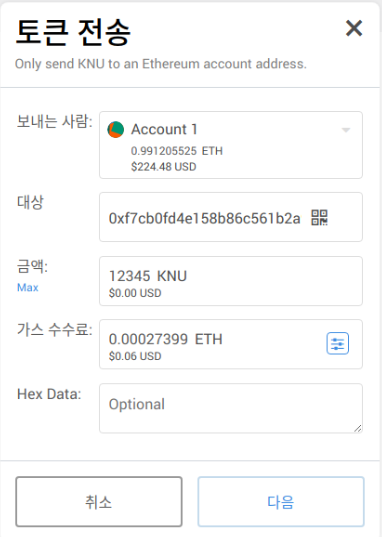 토큰 전송
Only send KNU to an Ethereum account address.
보내는 사람:
Account 1
0.991205525 ETH
$224.48 USD
대상
0xf7cb0fd4e158b86c561b2a
금액:
Max
12345 KNU
$0.00 USD
가스 수수료:
0.00027399 ETH
$0.06 USD
Hex Data:
Optional
취소
다음